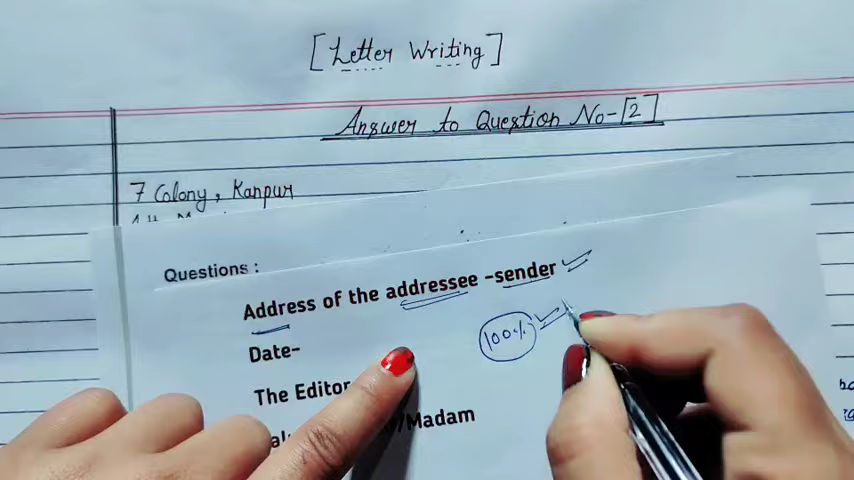 [Letter Writing]
Answer to Question No-[2]
7 Colony, Kanpur
Questions :
Address of the addressee -sender
100%
Date-
The Editor
/Madam